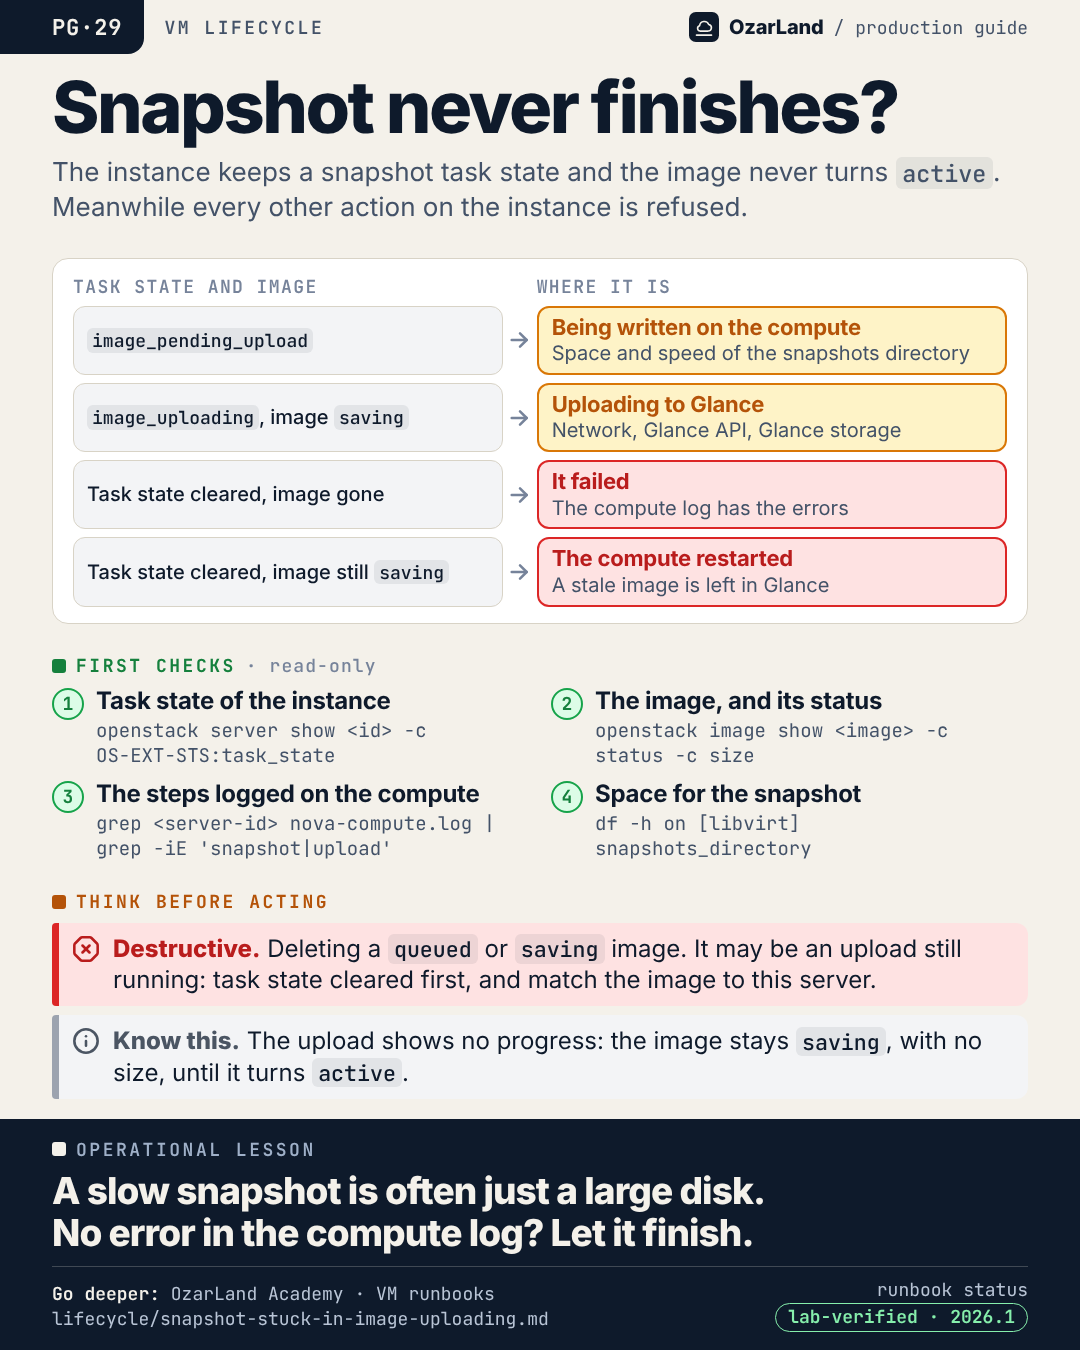 PG·29
VM LIFECYCLE
OzarLand / production guide
Snapshot never finishes?
The instance keeps a snapshot task state and the image never turns active.
Meanwhile every other action on the instance is refused.
TASK STATE AND IMAGE
WHERE IT IS
image_pending_upload
Being written on the compute
Space and speed of the snapshots directory
image_uploading, image saving
Uploading to Glance
Network, Glance API, Glance storage
Task state cleared, image gone
It failed
The compute log has the errors
Task state cleared, image still saving
The compute restarted
A stale image is left in Glance
FIRST CHECKS · read-only
1 Task state of the instance
openstack server show <id> -c
OS-EXT-STS:task_state
2 The image, and its status
openstack image show <image> -c
status -c size
3 The steps logged on the compute
grep <server-id> nova-compute.log |
grep -iE 'snapshot|upload'
4 Space for the snapshot
df -h on [libvirt]
snapshots_directory
THINK BEFORE ACTING
Destructive. Deleting a queued or saving image. It may be an upload still
running: task state cleared first, and match the image to this server.
Know this. The upload shows no progress: the image stays saving, with no
size, until it turns active.
OPERATIONAL LESSON
A slow snapshot is often just a large disk.
No error in the compute log? Let it finish.
Go deeper: OzarLand Academy · VM runbooks
lifecycle/snapshot-stuck-in-image-uploading.md
runbook status
lab-verified · 2026.1